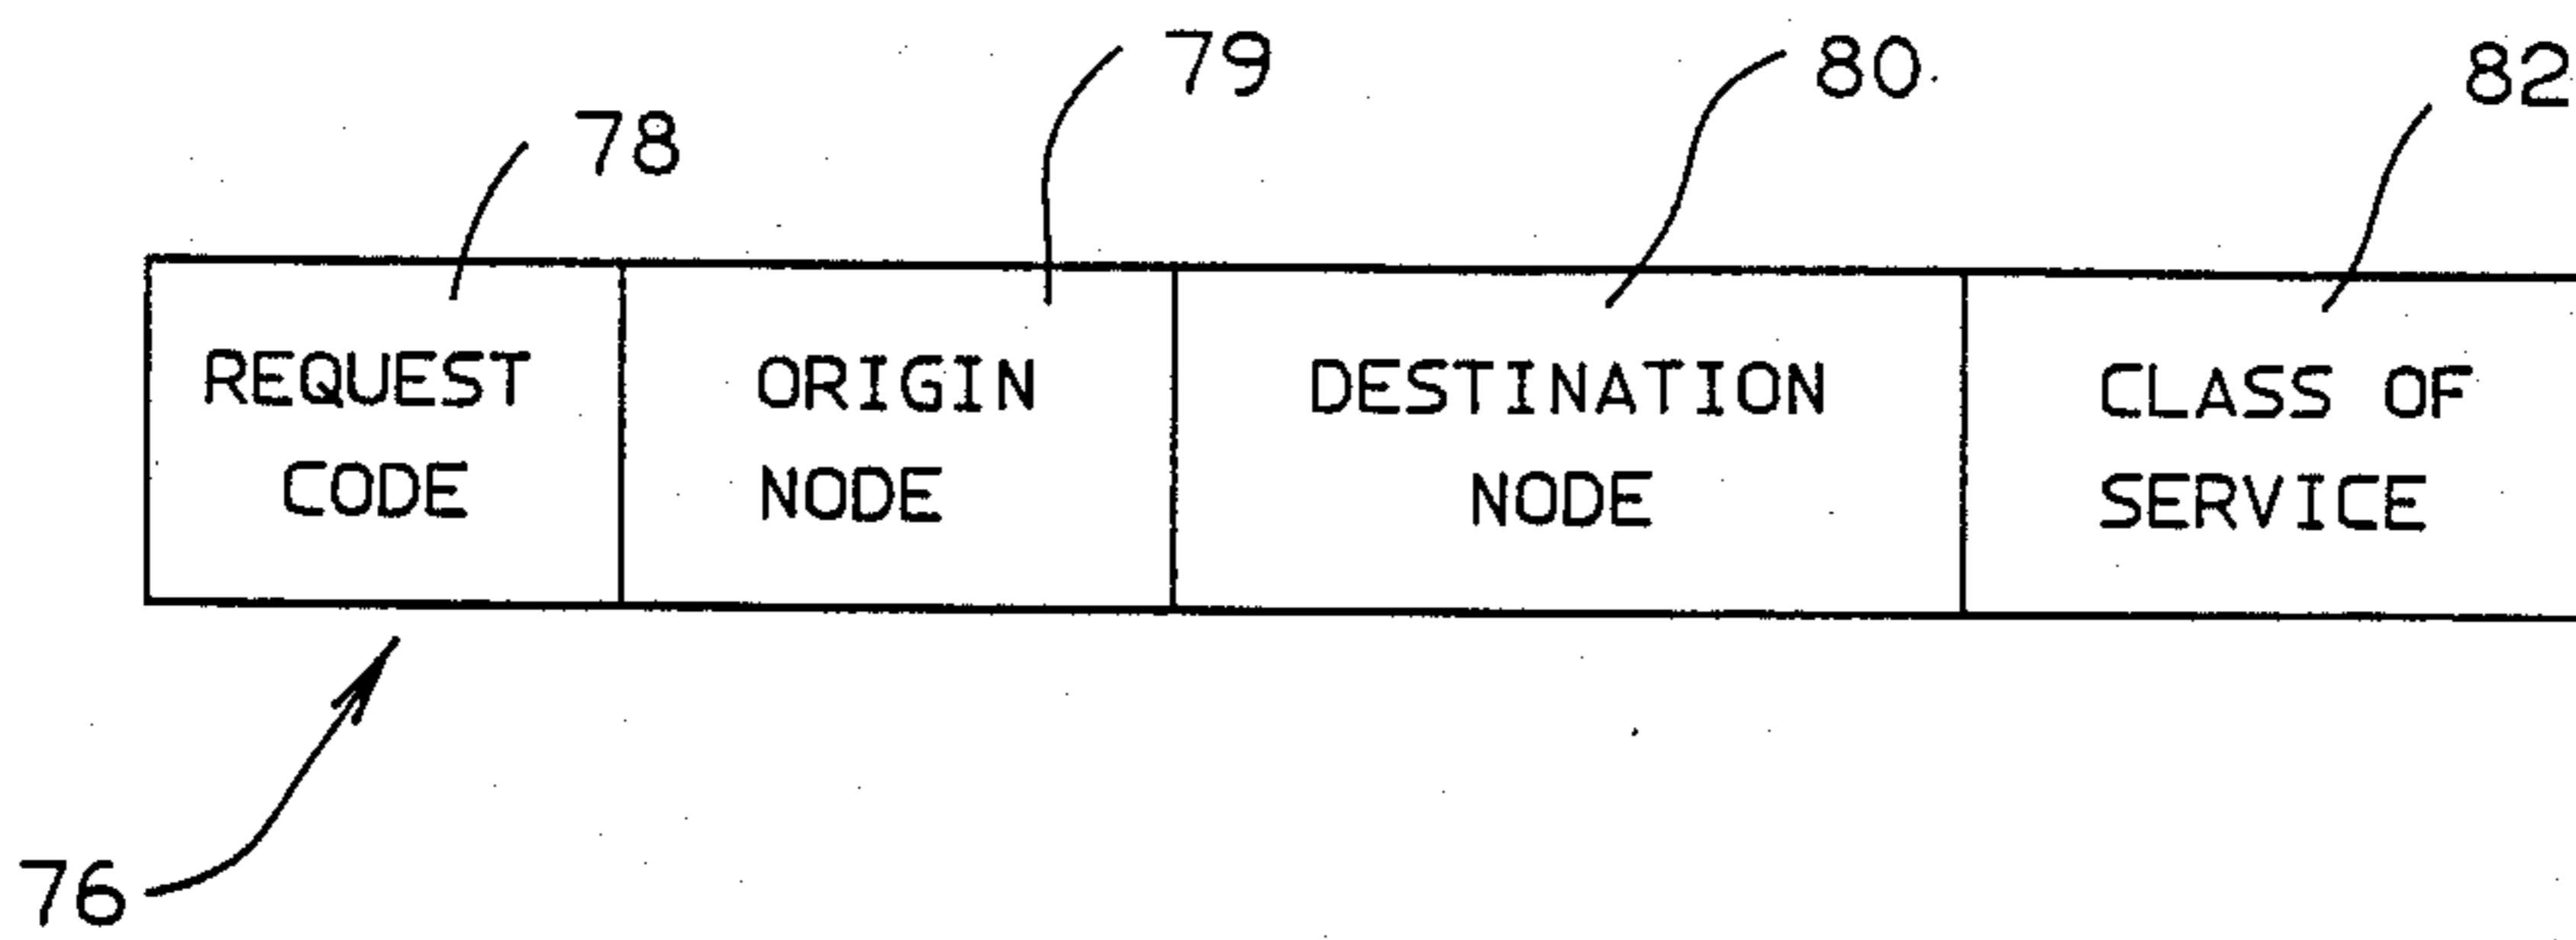 79
80
82
78
REQUEST ORIGIN DESTINATION CLASS OF
CODE NODE NODE SERVICE
76